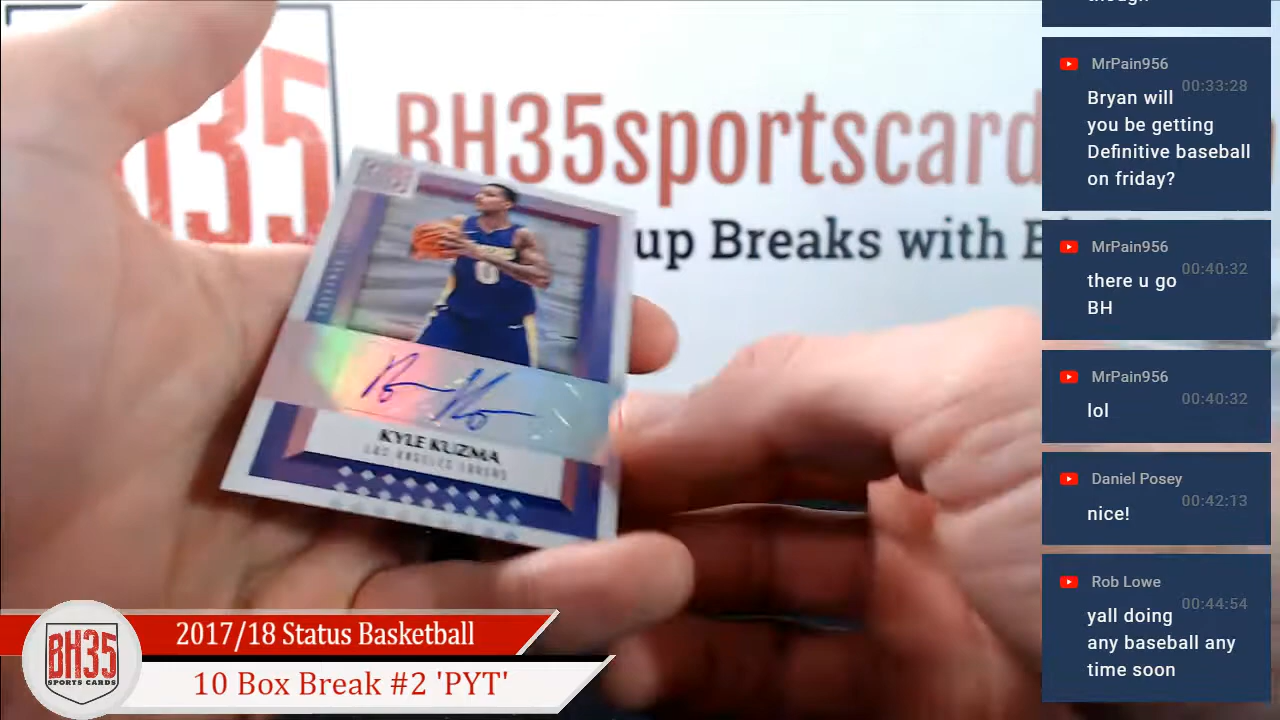 35
BH35sportscard
up Breaks with
0
KYLE KUZMA
LOS ANGELES LAKERS
2017/18 Status Basketball
10 Box Break #2 'PYT'
BH35
SPORTS CARDS
MrPain956
00:33:28
Bryan will
you be getting
Definitive baseball
on friday?
MrPain956
00:40:32
there u go
BH
MrPain956
00:40:32
lol
Daniel Posey
00:42:13
nice!
Rob Lowe
00:44:54
yall doing
any baseball any
time soon